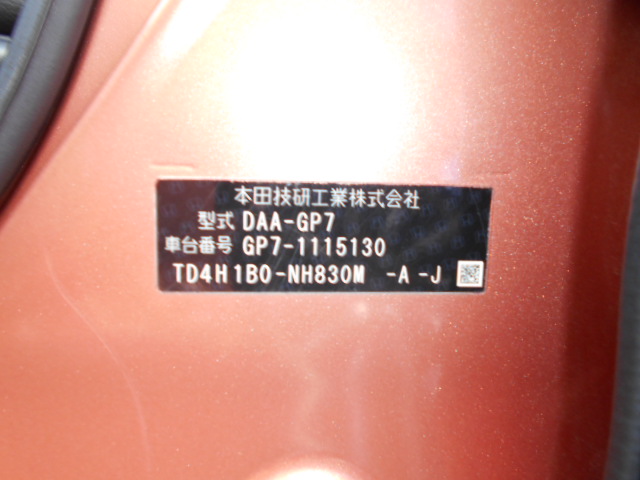 本田技研工業株式会社
型式 DAA-GP7
車台番号 GP7-1115130
TD4H1B0-NH830M -A-J